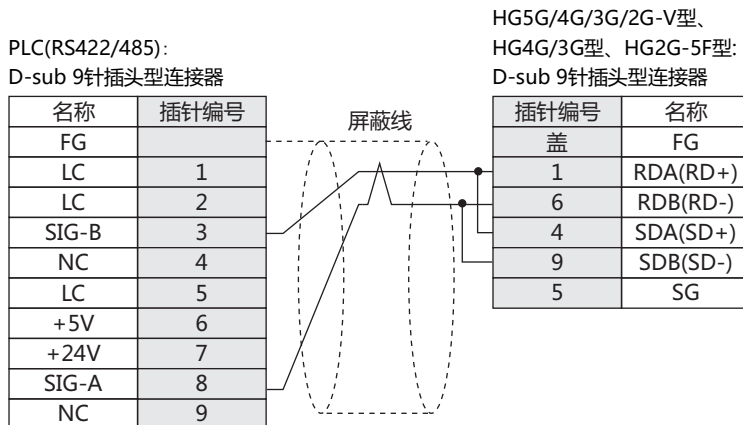 HG5G/4G/3G/2G-V型、
PLC(RS422/485): HG4G/3G型、HG2G-5F型:
D-sub 9针插头型连接器 D-sub 9针插头型连接器
名称 插针编号 屏蔽线 插针编号 名称
FG 盖 FG
LC 1 1 RDA(RD+)
LC 2 6 RDB(RD-)
SIG-B 3 4 SDA(SD+)
NC 4 9 SDB(SD-)
LC 5 5 SG
+5V 6
+24V 7
SIG-A 8
NC 9